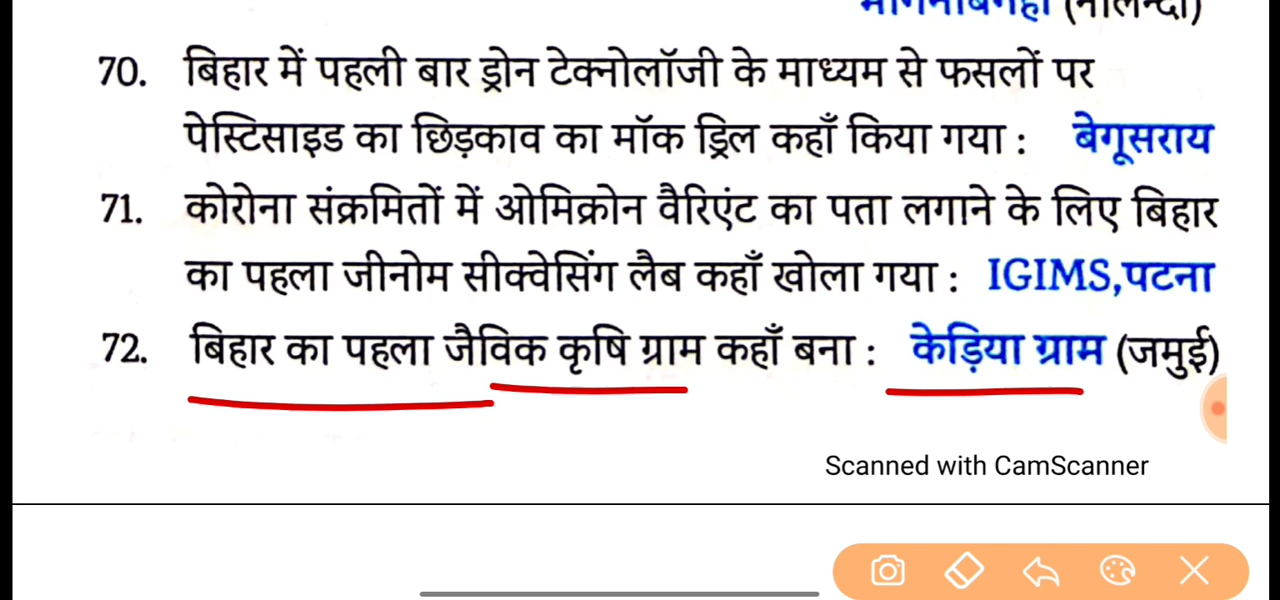 70. बिहार में पहली बार ड्रोन टेक्नोलॉजी के माध्यम से फसलों पर
पेस्टिसाइड का छिड़काव का मॉक ड्रिल कहाँ किया गया : बेगूसराय
71. कोरोना संक्रमितों में ओमिक्रोन वैरिएंट का पता लगाने के लिए बिहार
का पहला जीनोम सीक्वेसिंग लैब कहाँ खोला गया : IGIMS,पटना
72. बिहार का पहला जैविक कृषि ग्राम कहाँ बना : केड़िया ग्राम (जमुई)
Scanned with CamScanner